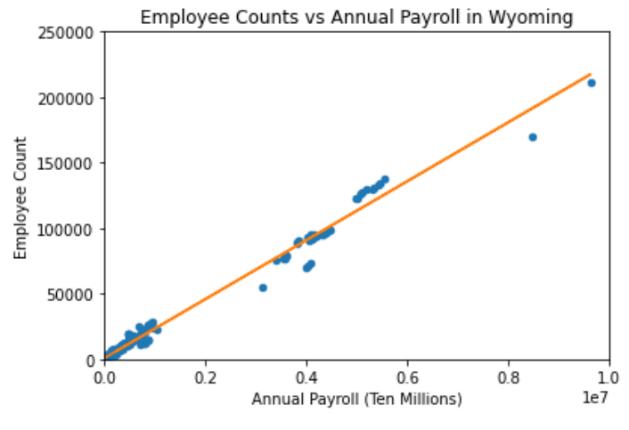 Employee Counts vs Annual Payroll in Wyoming
250000
200000
150000
100000
50000
0
Employee Count
0.0 0.2 0.4 0.6 0.8 1.0
1e7
Annual Payroll (Ten Millions)